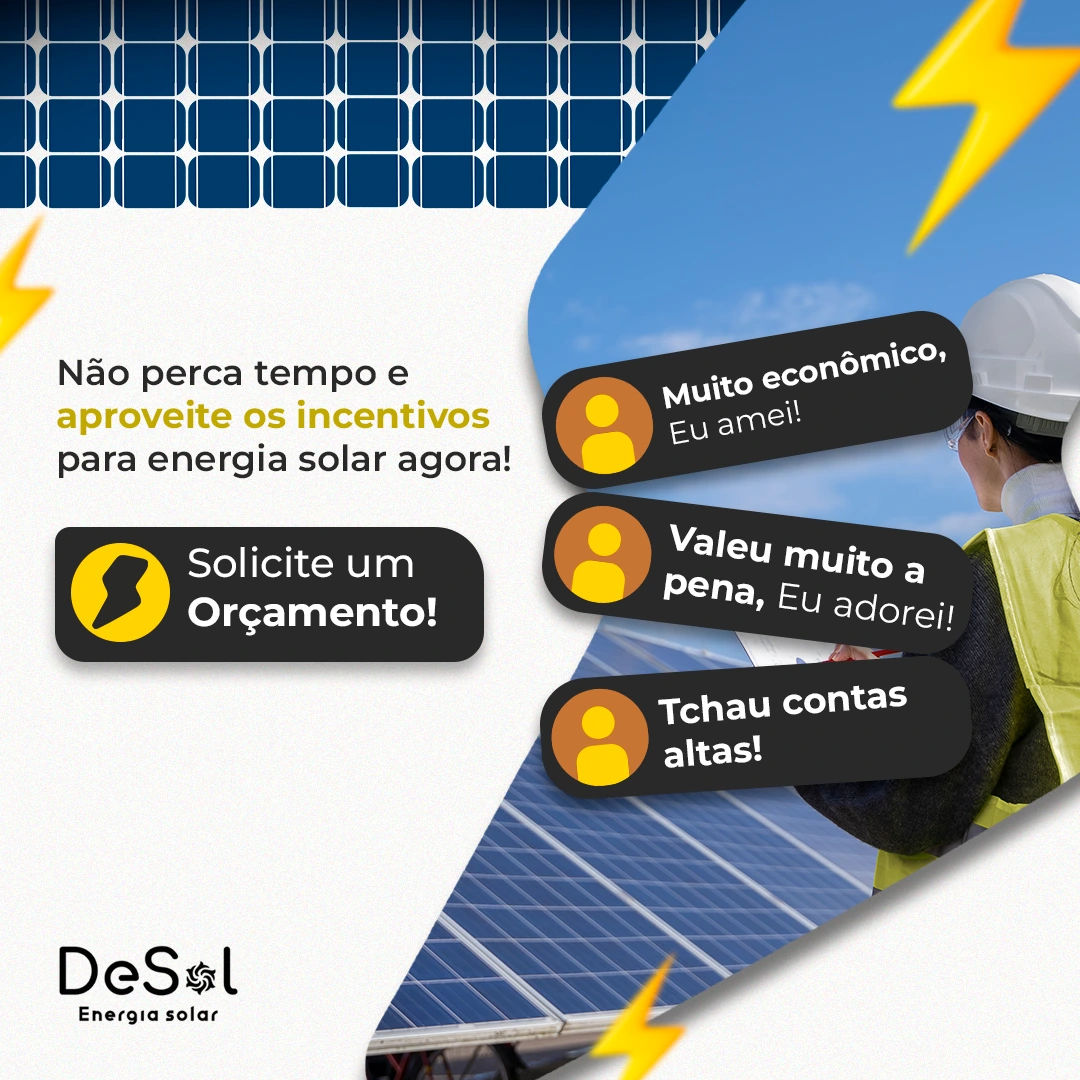 Não perca tempo e
aproveite os incentivos
para energia solar agora!
Solicite um
Orçamento!
Muito econômico,
Eu amei!
Valeu muito a
pena, Eu adorei!
Tchau contas
altas!
DeSol
Energia solar